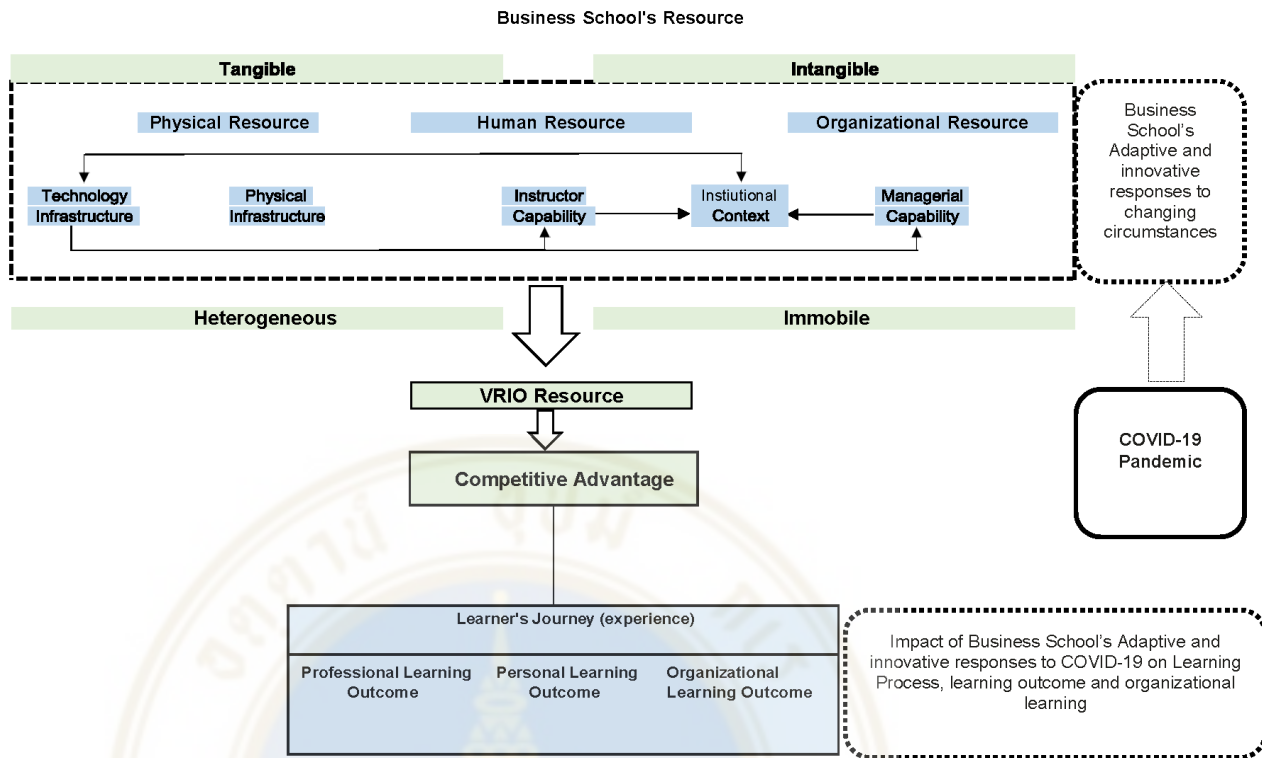 Business School's Resource
Tangible
Intangible
Physical Resource
Human Resource
Organizational Resource
Technology
Infrastructure
Physical
Infrastructure
Instructor
Capability
Instiutional
Context
Managerial
Capability
Business
School's
Adaptive and
innovative
responses to
changing
circumstances
Heterogeneous
Immobile
VRIO Resource
Competitive Advantage
COVID-19
Pandemic
Learner's Journey (experience)
Professional Learning
Outcome
Personal Learning
Outcome
Organizational
Learning Outcome
Impact of Business School's Adaptive and
innovative responses to COVID-19 on Learning
Process, learning outcome and organizational
learning